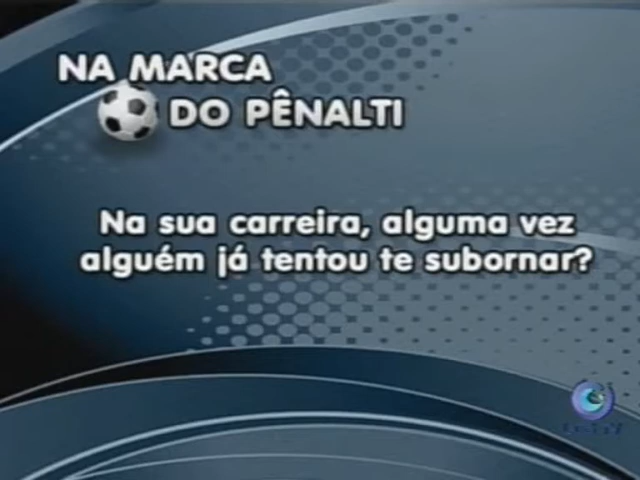 NA MARCA
DO PÊNALTI
Na sua carreira, alguma vez
alguém já tentou te subornar?